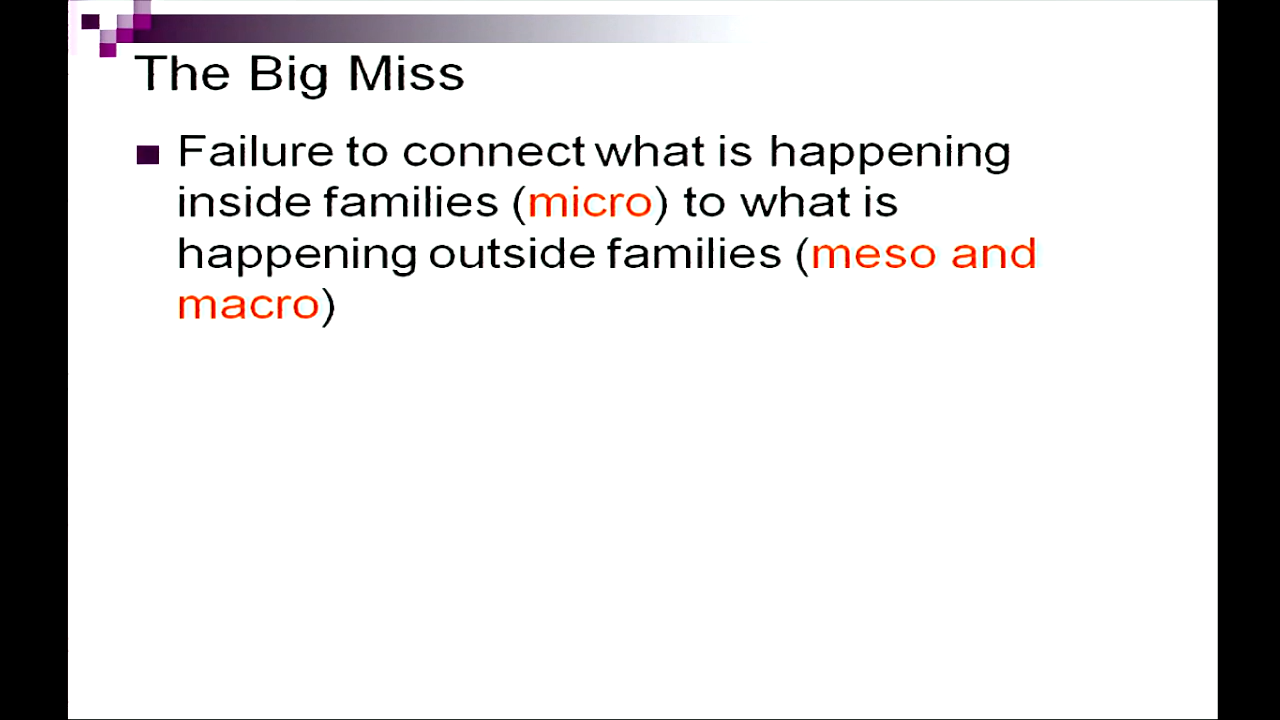 The Big Miss
Failure to connect what is happening
inside families (micro) to what is
happening outside families (meso and
macro)